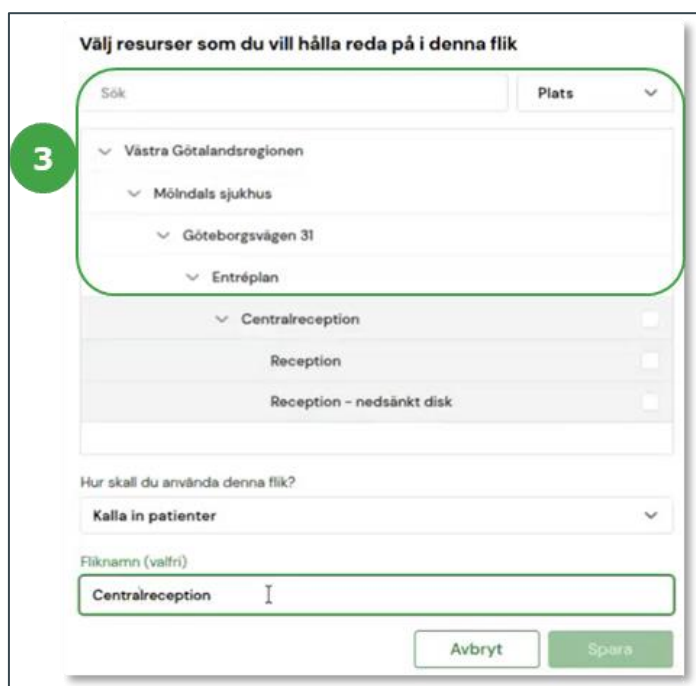 Välj resurser som du vill hålla reda på i denna flik
Sök
Plats
3
Västra Götalandsregionen
Mölndals sjukhus
Göteborgsvägen 31
Entréplan
Centralreception
Reception
Reception - nedsänkt disk
Hur skall du använda denna flik?
Kalla in patienter
Fliknamn (valfri)
Centralreception
Avbryt
Spara